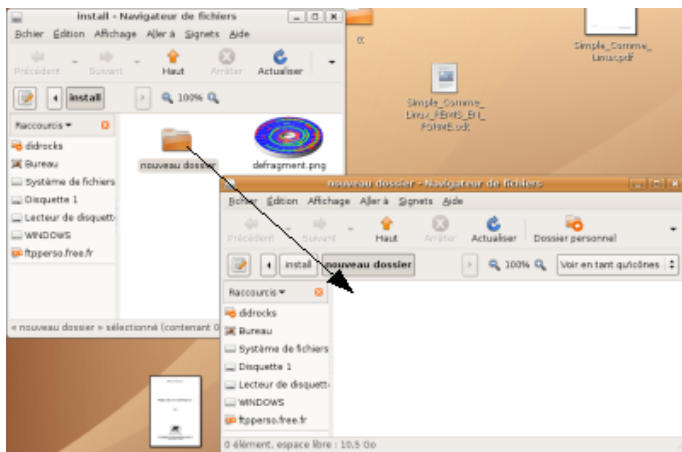 install - Navigateur de fichiers
Fichier Édition Affichage Aller à Signets Aide
Précédent Suivant Haut Arrêter Actualiser
install 100%
Raccourcis
didrocks
Bureau
Système de fichiers
Disquette 1
Lecteur de disquett
WINDOWS
ftpperso.free.fr
nouveau dossier
defragment.png
« nouveau dossier » sélectionné (contenant 0
Simple_Comme_
Linux.pdf
Simple_Comme_
nouveau dossier - Navigateur de fichiers
Fichier Édition Affichage Aller à Signets Aide
Précédent Suivant Haut Arrêter Actualiser Dossier personnel
install nouveau dossier 100% Voir en tant qu'icônes
Raccourcis
didrocks
Bureau
Système de fichiers
Disquette 1
Lecteur de disquett
WINDOWS
ftpperso.free.fr
0 élément, espace libre : 10,5 Go